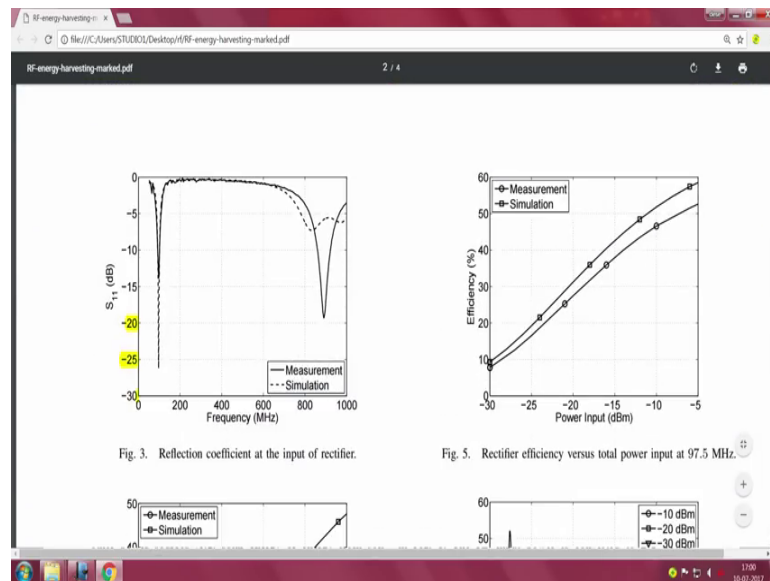 RF-energy-harvesting-m
file:///C:/Users/STUDIO1/Desktop/rf/RF-energy-harvesting-marked.pdf
RF-energy-harvesting-marked.pdf
2 / 4
0
−5
−10
−15
−20
−25
−30
S11 (dB)
Measurement
Simulation
0 200 400 600 800 1000
Frequency (MHz)
Fig. 3. Reflection coefficient at the input of rectifier.
60
50
40
30
20
10
0
Efficiency (%)
Measurement
Simulation
−30 −25 −20 −15 −10 −5
Power Input (dBm)
Fig. 5. Rectifier efficiency versus total power input at 97.5 MHz.
50
40
Measurement
Simulation
60
50
−10 dBm
−20 dBm
−30 dBm
17:00
10-07-2017